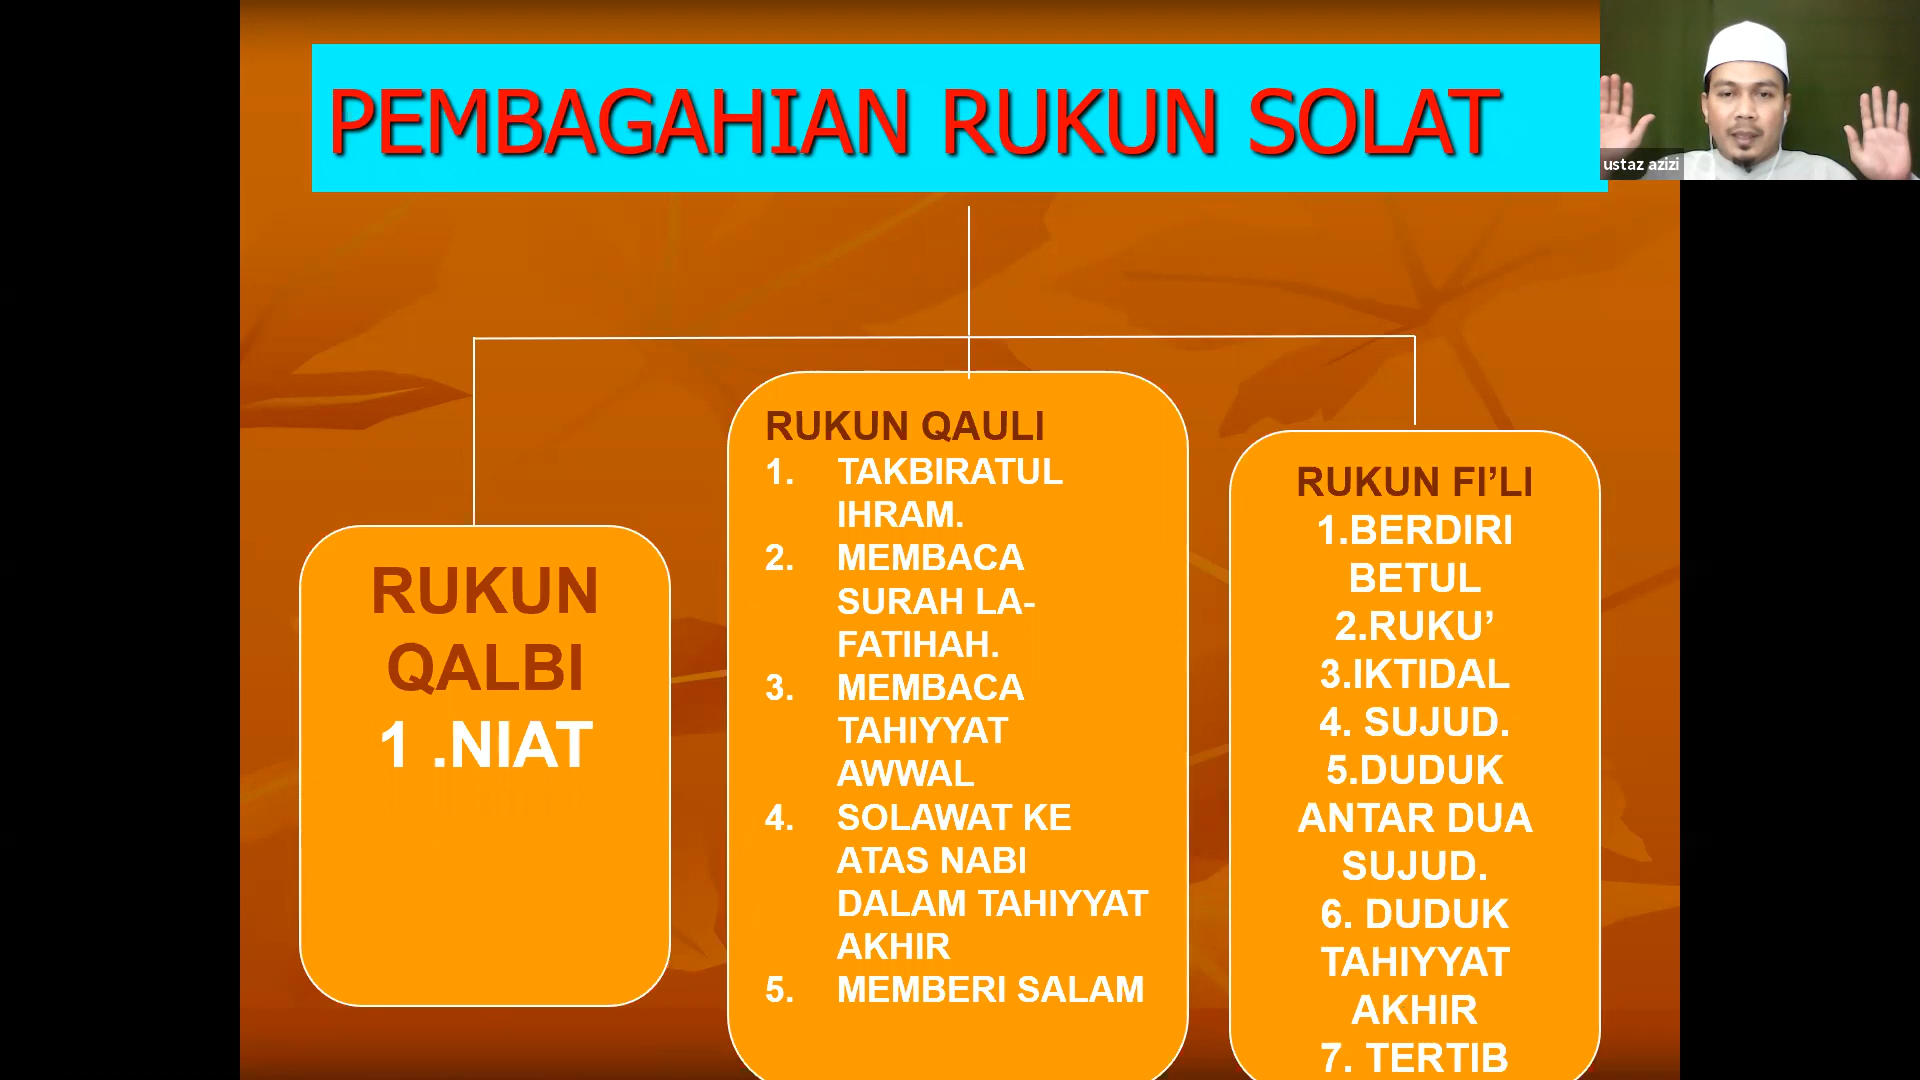 PEMBAGAHIAN RUKUN SOLAT
ustaz azizi
RUKUN
QALBI
1 .NIAT
RUKUN QAULI
1. TAKBIRATUL
IHRAM.
2. MEMBACA
SURAH LA-
FATIHAH.
3. MEMBACA
TAHIYYAT
AWWAL
4. SOLAWAT KE
ATAS NABI
DALAM TAHIYYAT
AKHIR
5. MEMBERI SALAM
RUKUN FI’LI
1.BERDIRI
BETUL
2.RUKU’
3.IKTIDAL
4. SUJUD.
5.DUDUK
ANTAR DUA
SUJUD.
6. DUDUK
TAHIYYAT
AKHIR
7. TERTIB